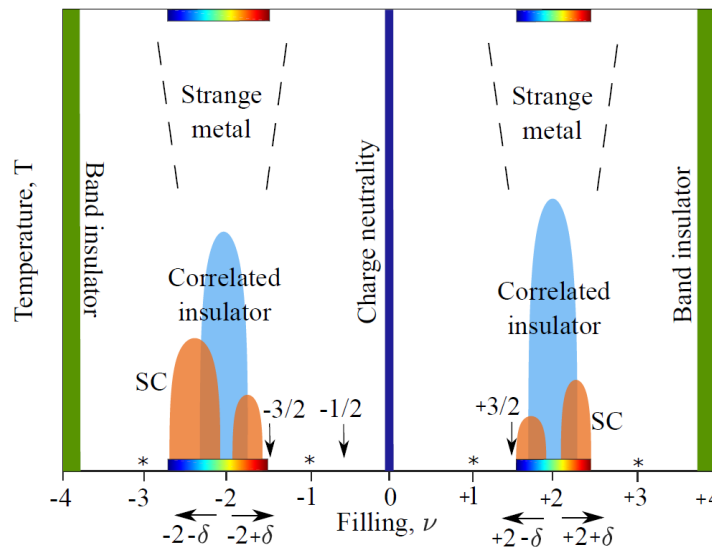 Strange
metal
Strange
metal
Temperature, T
Band insulator
Charge neutrality
Band insulator
Correlated
insulator
Correlated
insulator
SC
-3/2
-1/2
+3/2
SC
*
*
*
*
-4
-3
-2
-1
0
+1
+2
+3
+4
-2 -δ
-2+δ
Filling, ν
+2 -δ
+2+δ